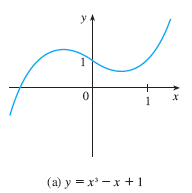 y
1
0
1
x
(a) y = x³ − x + 1